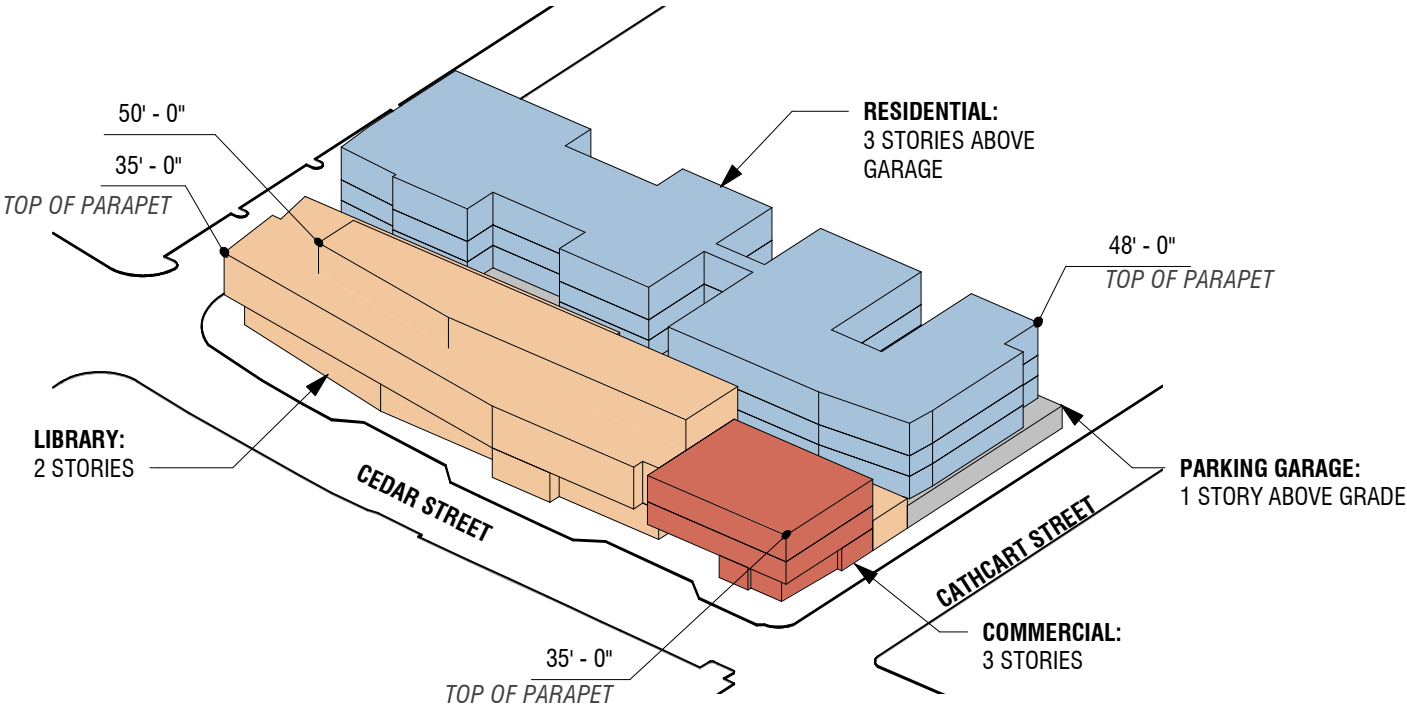 50' - 0"
35' - 0"
TOP OF PARAPET
RESIDENTIAL:
3 STORIES ABOVE
GARAGE
48' - 0"
TOP OF PARAPET
LIBRARY:
2 STORIES
CEDAR STREET
PARKING GARAGE:
1 STORY ABOVE GRADE
CATHCART STREET
COMMERCIAL:
3 STORIES
35' - 0"
TOP OF PARAPET